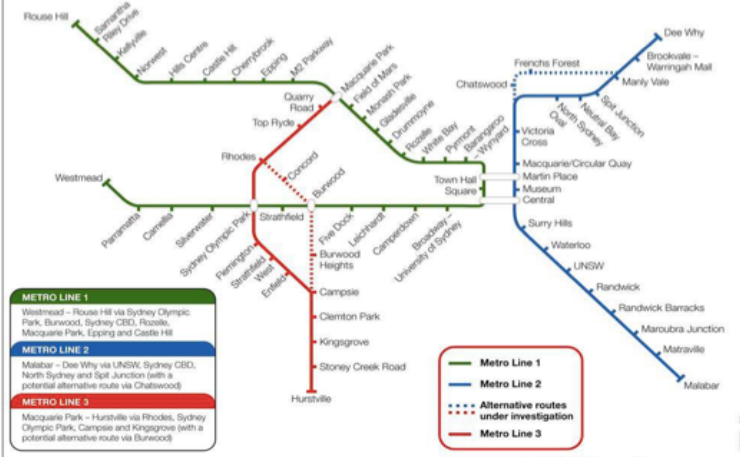 Rouse Hill
Samantha
Riley Drive
Kellyville
Norwest
Hills Centre
Castle Hill
Cherrybrook
Epping
M2 Parkway
Macquarie Park
Field of Mars
Monash Park
Gladesville
Drummoyne
Rozelle
White Bay
Pyrmont
Barangaroo
- Wynyard
Quarry
Road
Top Ryde
Rhodes
Concord
Burwood
Westmead
Parramatta
Camellia
Silverwater
Sydney Olympic Park
Strathfield
Five Dock
Leichhardt
Camperdown
Broadway –
University of Sydney
Town Hall
Square
Flemington
Strathfield
West
Enfield
Burwood
Heights
Campsie
Clemton Park
Kingsgrove
Stoney Creek Road
Hurstville
Dee Why
Brookvale –
Warringah Mall
Manly Vale
Frenchs Forest
Chatswood
Spit Junction
Neutral Bay
North Sydney
Oval
Victoria
Cross
Macquarie/Circular Quay
Martin Place
Museum
Central
Surry Hills
Waterloo
UNSW
Randwick
Randwick Barracks
Maroubra Junction
Matraville
Malabar
METRO LINE 1
Westmead – Rouse Hill via Sydney Olympic
Park, Burwood, Sydney CBD, Rozelle,
Macquarie Park, Epping and Castle Hill
METRO LINE 2
Malabar – Dee Why via UNSW, Sydney CBD,
North Sydney and Spit Junction (with a
potential alternative route via Chatswood)
METRO LINE 3
Macquarie Park – Hurstville via Rhodes, Sydney
Olympic Park, Campsie and Kingsgrove (with a
potential alternative route via Burwood)
Metro Line 1
Metro Line 2
Alternative routes
under investigation
Metro Line 3